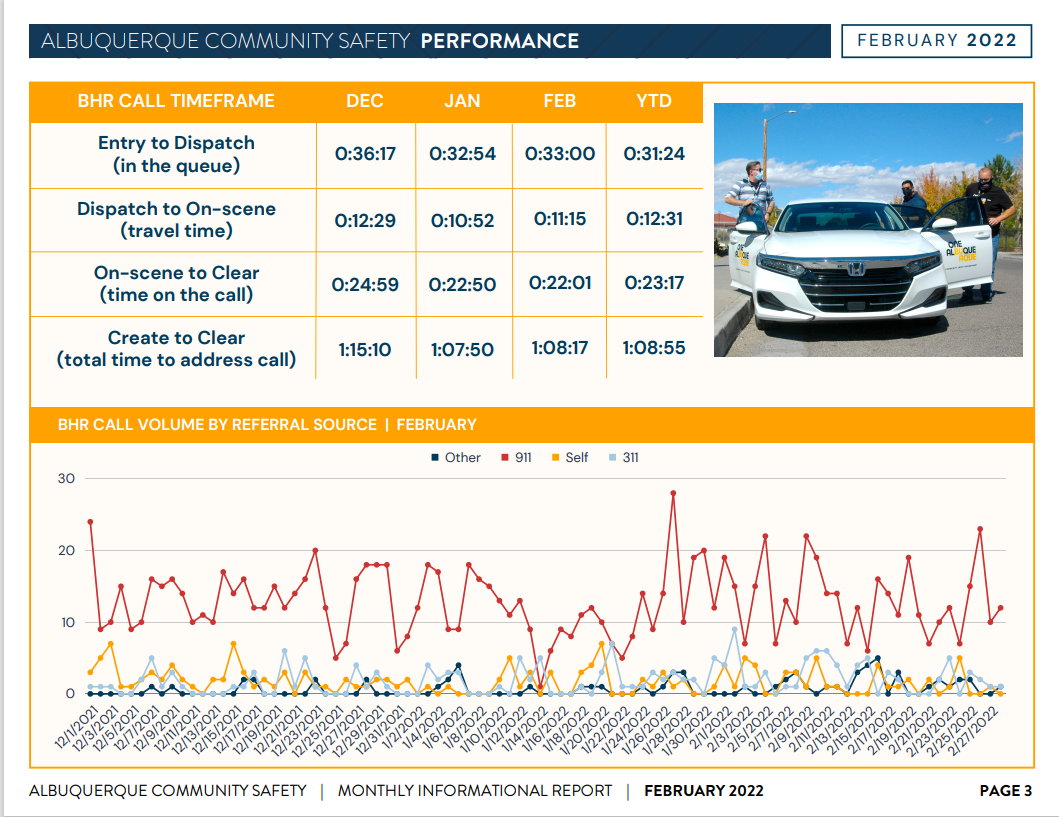 ALBUQUERQUE COMMUNITY SAFETY PERFORMANCE
FEBRUARY 2022
BHR CALL TIMEFRAME DEC JAN FEB YTD
Entry to Dispatch
(in the queue)
0:36:17 0:32:54 0:33:00 0:31:24
Dispatch to On-scene
(travel time)
0:12:29 0:10:52 0:11:15 0:12:31
On-scene to Clear
(time on the call)
0:24:59 0:22:50 0:22:01 0:23:17
Create to Clear
(total time to address call)
1:15:10 1:07:50 1:08:17 1:08:55
ONE
ALBUQUE
RQUE
ONE
ALBUQUE
RQUE
BHR CALL VOLUME BY REFERRAL SOURCE | FEBRUARY
Other 911 Self 311
30
20
10
0
12/1/2021
12/3/2021
12/5/2021
12/7/2021
12/9/2021
12/11/2021
12/13/2021
12/15/2021
12/17/2021
12/19/2021
12/21/2021
12/23/2021
12/05/2021
12/27/2021
12/29/2021
12/31/2021
1/2/2022
1/4/2022
1/6/2022
1/8/2022
1/10/2022
1/12/2022
1/14/2022
1/16/2022
1/18/2022
1/20/2022
1/22/2022
1/24/2022
1/26/2022
1/28/2022
1/30/2022
2/1/2022
2/3/2022
2/5/2022
2/7/2022
2/9/2022
2/11/2022
2/13/2022
2/15/2022
2/17/2022
2/19/2022
2/21/2022
2/23/2022
2/25/2022
2/27/2022
ALBUQUERQUE COMMUNITY SAFETY | MONTHLY INFORMATIONAL REPORT | FEBRUARY 2022 PAGE 3